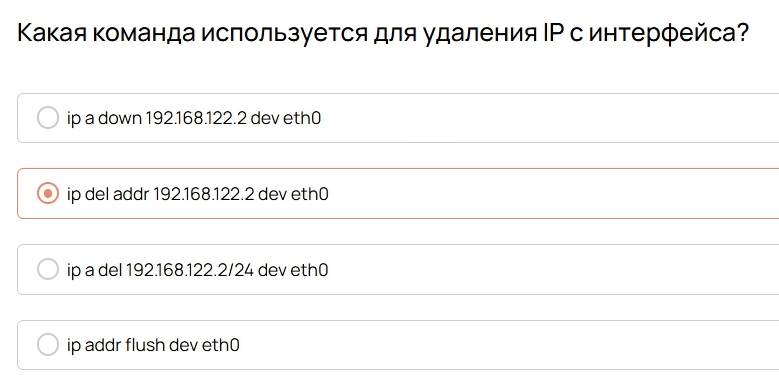 Какая команда используется для удаления IP с интерфейса?
ip a down 192.168.122.2 dev eth0
ip del addr 192.168.122.2 dev eth0
ip a del 192.168.122.2/24 dev eth0
ip addr flush dev eth0